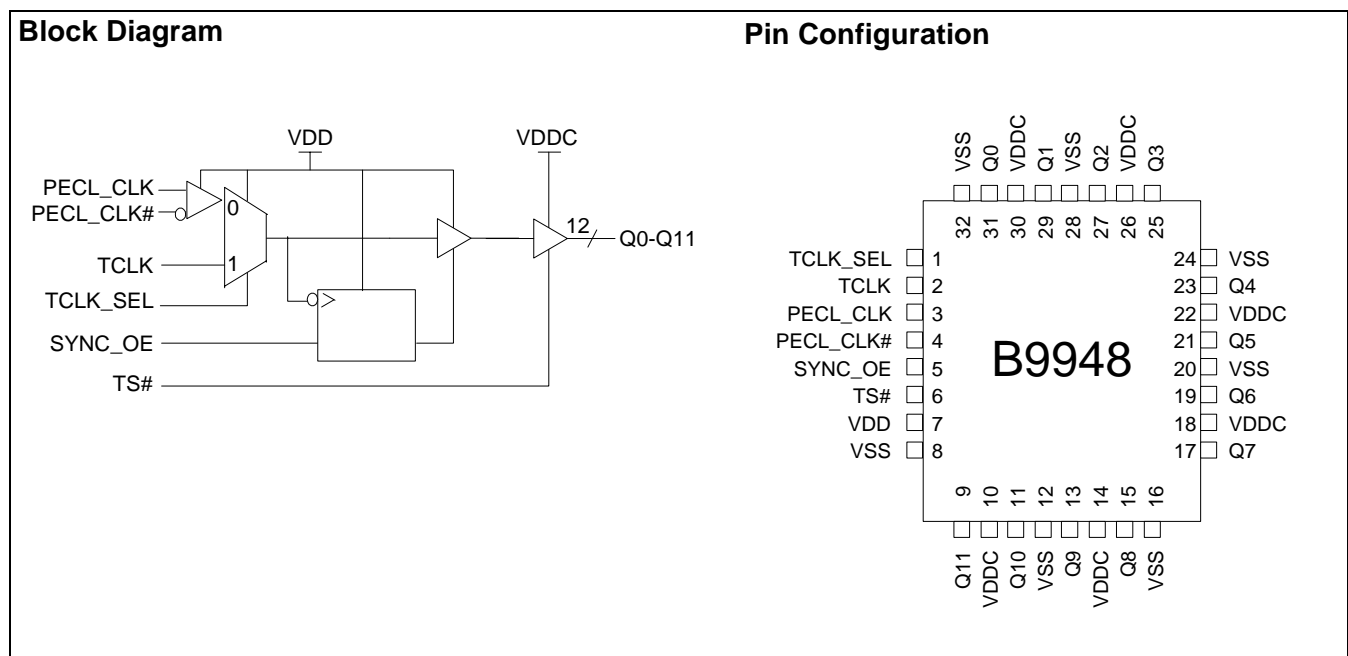 Block Diagram
VDD
VDDC
PECL_CLK
PECL_CLK#
0
TCLK
1
TCLK_SEL
SYNC_OE
TS#
12
Q0-Q11
>
Pin Configuration
VSS Q0 VDDC Q1 VSS Q2 VDDC Q3
32 31 30 29 28 27 26 25
TCLK_SEL 1
TCLK 2
PECL_CLK 3
PECL_CLK# 4
SYNC_OE 5
TS# 6
VDD 7
VSS 8
B9948
24 VSS
23 Q4
22 VDDC
21 Q5
20 VSS
19 Q6
18 VDDC
17 Q7
9 10 11 12 13 14 15 16
Q11 VDDC Q10 VSS Q9 VDDC Q8 VSS